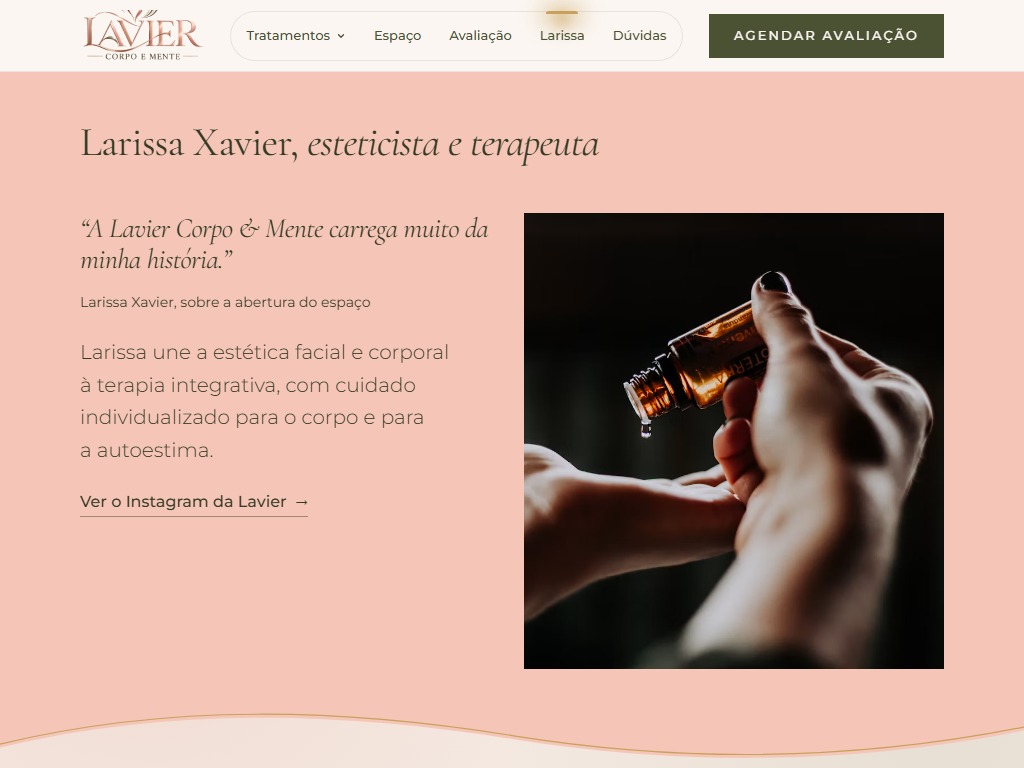 LAVIER
CORPO E MENTE
Tratamentos
Espaço
Avaliação
Larissa
Dúvidas
AGENDAR AVALIAÇÃO
Larissa Xavier, esteticista e terapeuta
“A Lavier Corpo & Mente carrega muito da
minha história.”
Larissa Xavier, sobre a abertura do espaço
Larissa une a estética facial e corporal
à terapia integrativa, com cuidado
individualizado para o corpo e para
a autoestima.
Ver o Instagram da Lavier →